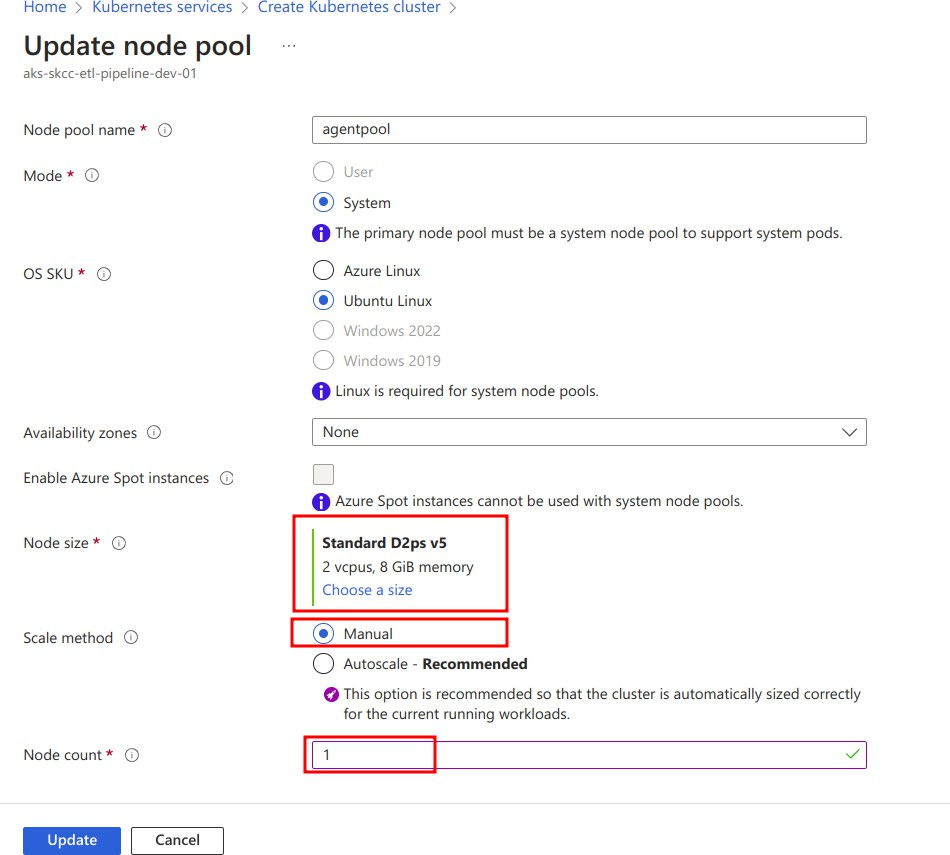 Home > Kubernetes services > Create Kubernetes cluster >
Update node pool ...
aks-skcc-etl-pipeline-dev-01
Node pool name *
agentpool
Mode *
User
System
The primary node pool must be a system node pool to support system pods.
OS SKU *
Azure Linux
Ubuntu Linux
Windows 2022
Windows 2019
Linux is required for system node pools.
Availability zones
None
Enable Azure Spot instances
Azure Spot instances cannot be used with system node pools.
Node size *
Standard D2ps v5
2 vcpus, 8 GiB memory
Choose a size
Scale method
Manual
Autoscale - Recommended
This option is recommended so that the cluster is automatically sized correctly
for the current running workloads.
Node count *
1
Update
Cancel